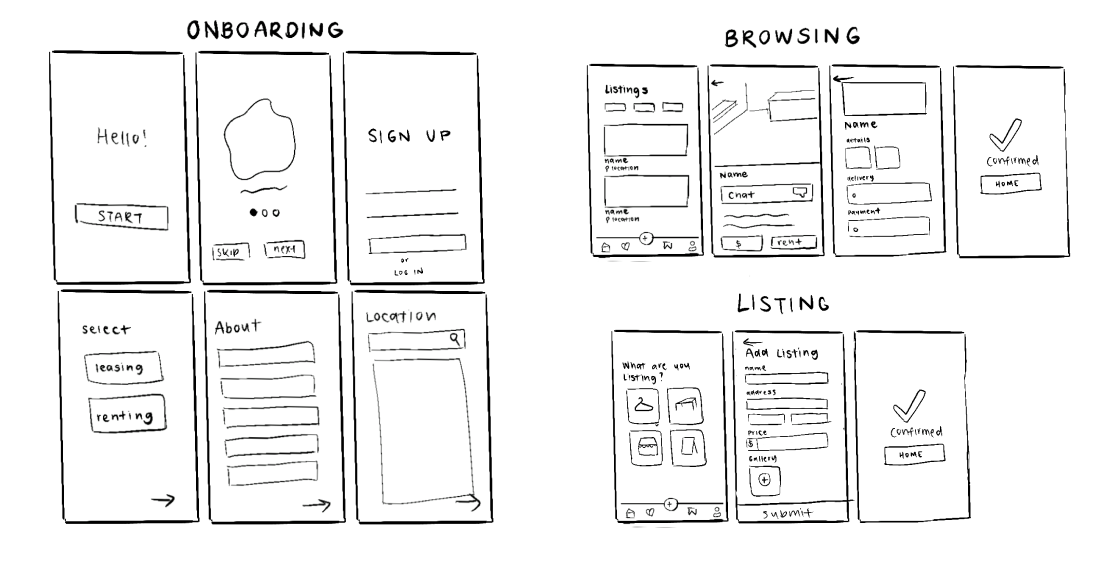 ONBOARDING
Hello!
START
skip
next
SIGN UP
or
LOG IN
select
leasing
renting
About
Location
BROWSING
Listings
name
location
name
location
Name
Chat
$
rent
Name
details
delivery
Payment
Confirmed
HOME
LISTING
What are you
Listing?
Add Listing
name
address
Price
$
Gallery
submit
Confirmed
HOME